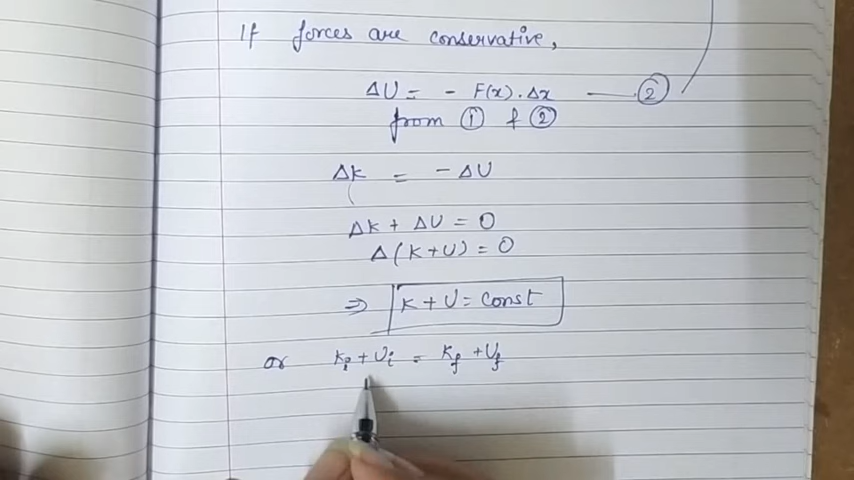 If forces are conservative,
ΔU = - F(x). Δx —— ②
from ① & ②
ΔK = - ΔU
ΔK + ΔU = 0
Δ(K+U) = 0
⇒ K + U = Const
or Ki + Ui = Kf + Uf